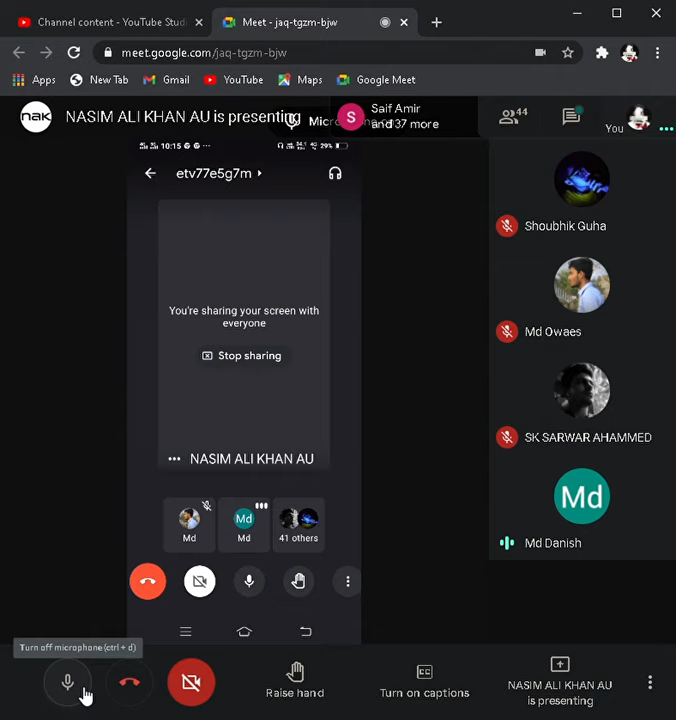 Channel content - YouTube Stud
Meet - jaq-tgzm-bjw
meet.google.com/jaq-tgzm-bjw
Apps
New Tab
Gmail
YouTube
Maps
Google Meet
nak
NASIM ALI KHAN AU is presenting
S
Saif Amir
and 37 more
44
You
10:15
29%
etv77e5g7m
You're sharing your screen with
everyone
Stop sharing
NASIM ALI KHAN AU
Md
Md
Md
41 others
Shoubhik Guha
Md Owaes
SK SARWAR AHAMMED
Md
Md Danish
Turn off microphone (ctrl + d)
Raise hand
Turn on captions
NASIM ALI KHAN AU
is presenting